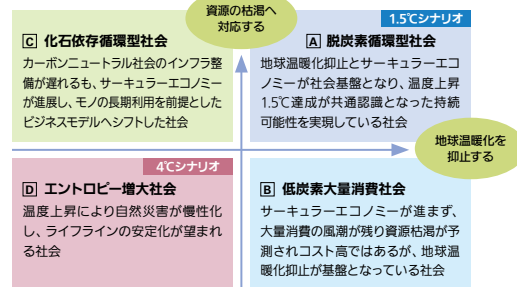 資源の枯渇へ
対応する
1.5℃シナリオ
C 化石依存循環型社会
カーボンニュートラル社会のインフラ整
備が遅れるも、サーキュラーエコノミー
が進展し、モノの長期利用を前提とした
ビジネスモデルへシフトした社会
A 脱炭素循環型社会
地球温暖化抑止とサーキュラーエコ
ノミーが社会基盤となり、温度上昇
1.5℃達成が共通認識となった持続
可能性を実現している社会
地球温暖化を
抑止する
4℃シナリオ
D エントロピー増大社会
温度上昇により自然災害が慢性化
し、ライフラインの安定化が望まれ
る社会
B 低炭素大量消費社会
サーキュラーエコノミーが進まず、
大量消費の風潮が残り資源枯渇が予
測されコスト高ではあるが、地球温
暖化抑止が基盤となっている社会